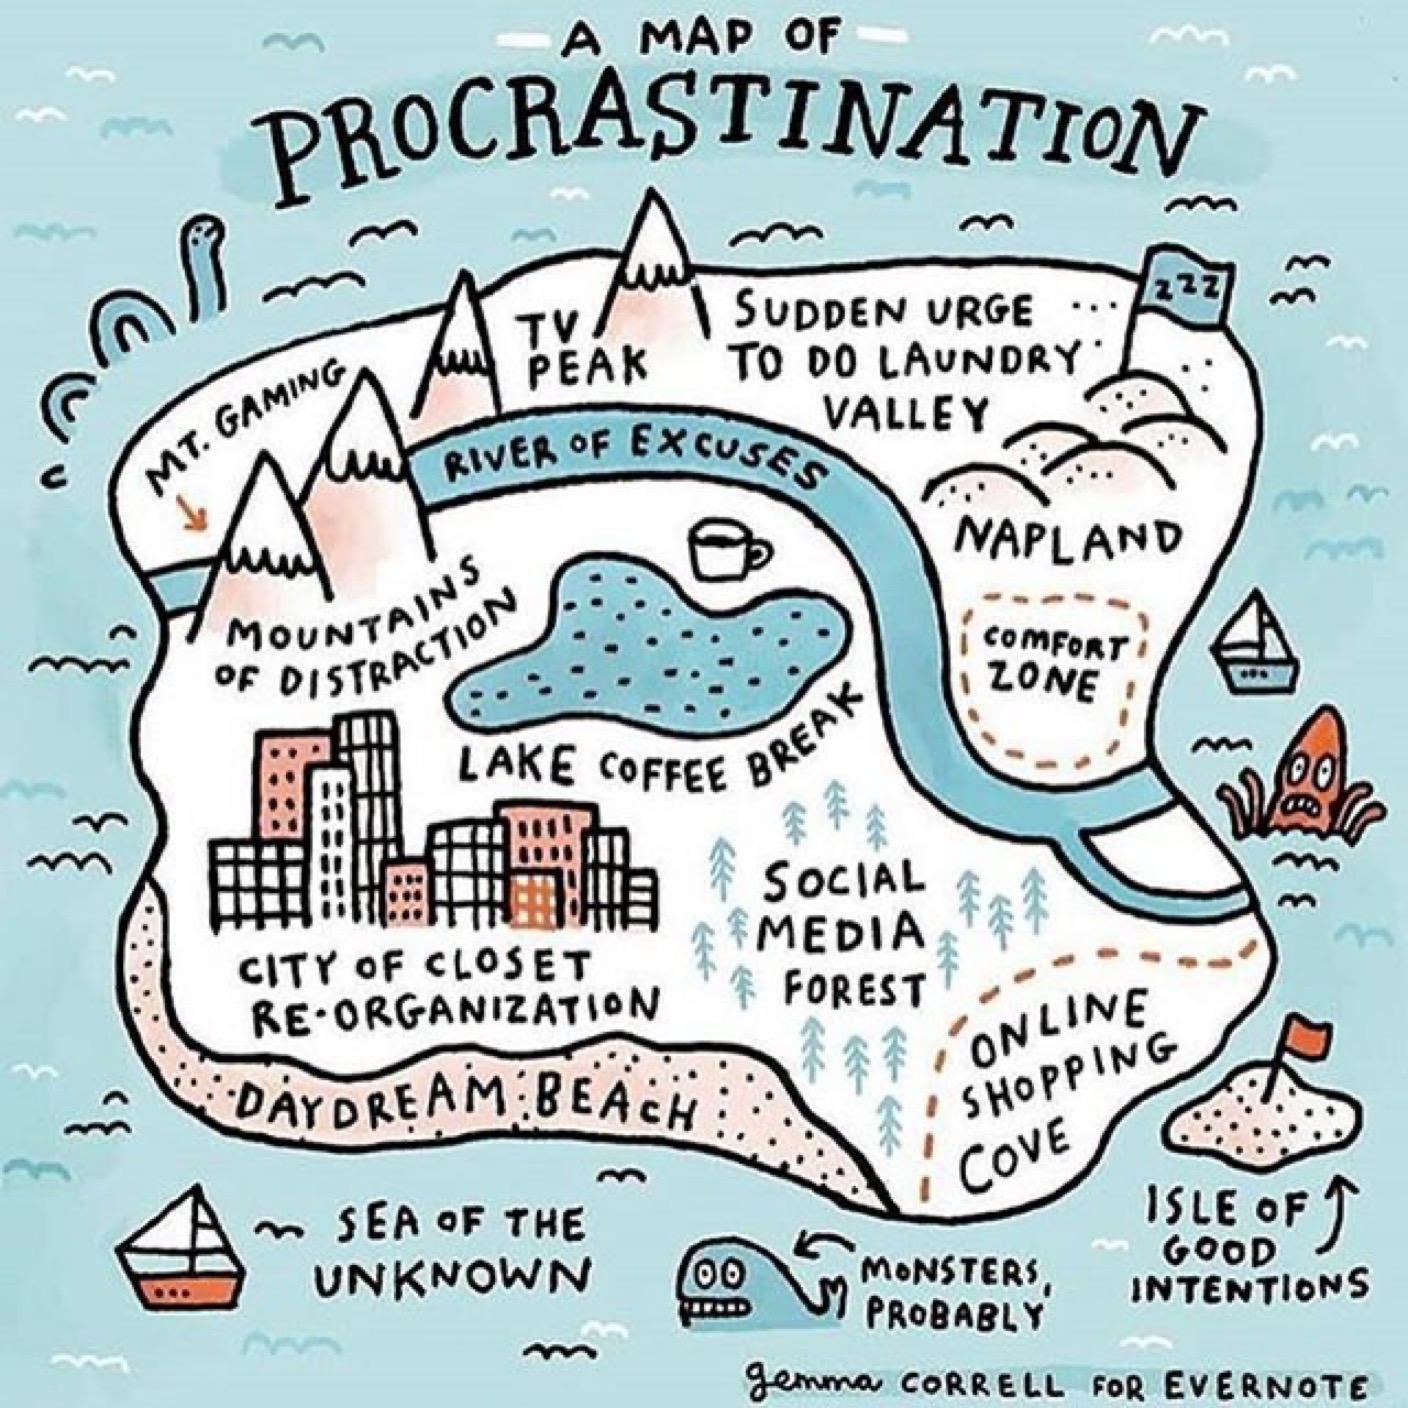 A MAP OF
PROCRASTINATION
zzz
TV
PEAK
SUDDEN URGE
TO DO LAUNDRY
VALLEY
MT. GAMING
RIVER OF EXCUSES
NAPLAND
MOUNTAINS
OF DISTRACTION
COMFORT
ZONE
LAKE COFFEE BREAK
SOCIAL
MEDIA
FOREST
CITY OF CLOSET
RE-ORGANIZATION
ONLINE
SHOPPING
COVE
DAYDREAM BEACH
SEA OF THE
UNKNOWN
MONSTERS,
PROBABLY
ISLE OF
GOOD
INTENTIONS
gemma CORRELL FOR EVERNOTE